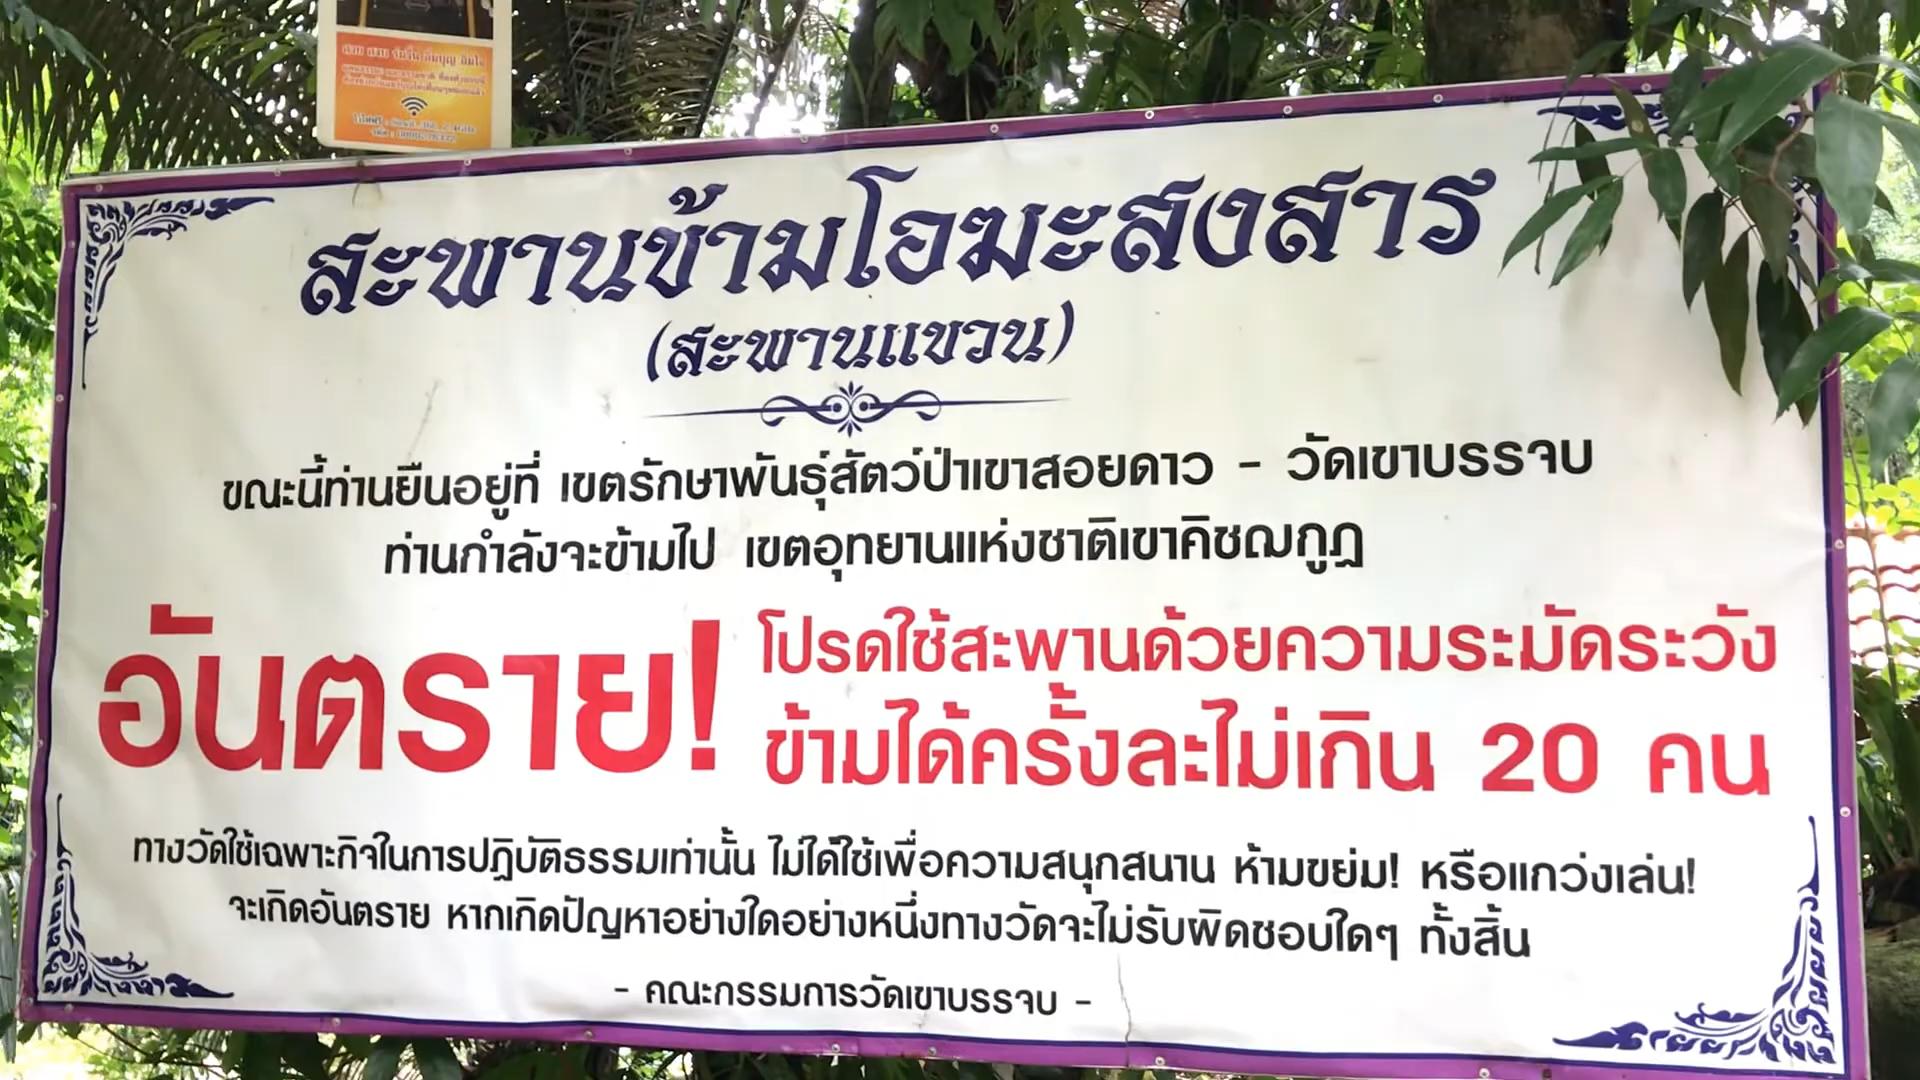 สะพานข้ามโอฆะสงสาร
(สะพานแขวน)
ขณะนี้ท่านยืนอยู่ที่ เขตรักษาพันธุ์สัตว์ป่าเขาสอยดาว - วัดเขาบรรจบ
ท่านกำลังจะข้ามไป เขตอุทยานแห่งชาติเขาคิชฌกูฏ
อันตราย!
โปรดใช้สะพานด้วยความระมัดระวัง
ข้ามได้ครั้งละไม่เกิน 20 คน
ทางวัดใช้เฉพาะกิจในการปฏิบัติธรรมเท่านั้น ไม่ได้ใช้เพื่อความสนุกสนาน ห้ามขย่ม! หรือแกว่งเล่น!
จะเกิดอันตราย หากเกิดปัญหาอย่างใดอย่างหนึ่งทางวัดจะไม่รับผิดชอบใดๆ ทั้งสิ้น
- คณะกรรมการวัดเขาบรรจบ -